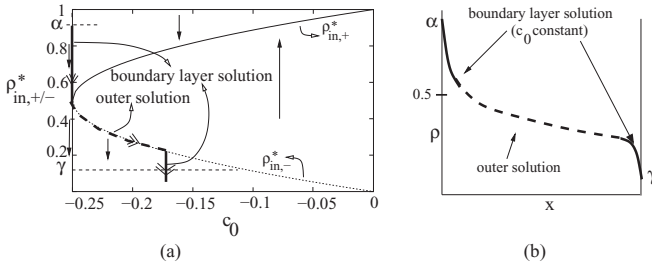 1
α
0.8
ρ*in,+/−
0.6
0.4
0.2
γ
ρ*in,+
boundary layer solution
outer solution
ρ*in,−
−0.25
−0.2
−0.15
−0.1
−0.05
0
c0
(a)
boundary layer solution
(c0 constant)
α
0.5
ρ
outer solution
γ
x
(b)